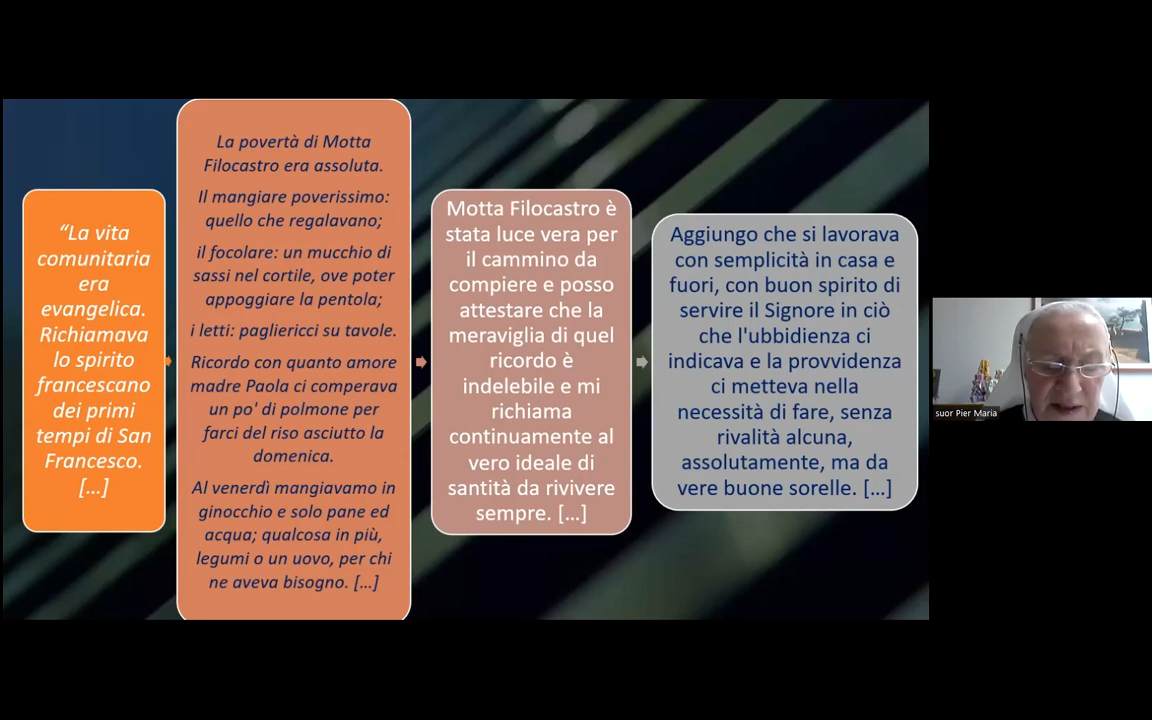 “La vita
comunitaria
era
evangelica.
Richiamava
lo spirito
francescano
dei primi
tempi di San
Francesco.
[...]
La povertà di Motta
Filocastro era assoluta.
Il mangiare poverissimo:
quello che regalavano;
il focolare: un mucchio di
sassi nel cortile, ove poter
appoggiare la pentola;
i letti: pagliericci su tavole.
Ricordo con quanto amore
madre Paola ci comperava
un po' di polmone per
farci del riso asciutto la
domenica.
Al venerdì mangiavamo in
ginocchio e solo pane ed
acqua; qualcosa in più,
legumi o un uovo, per chi
ne aveva bisogno. [...]
Motta Filocastro è
stata luce vera per
il cammino da
compiere e posso
attestare che la
meraviglia di quel
ricordo è
indelebile e mi
richiama
continuamente al
vero ideale di
santità da rivivere
sempre. [...]
Aggiungo che si lavorava
con semplicità in casa e
fuori, con buon spirito di
servire il Signore in ciò
che l'ubbidienza ci
indicava e la provvidenza
ci metteva nella
necessità di fare, senza
rivalità alcuna,
assolutamente, ma da
vere buone sorelle. [...]
suor Pier Maria